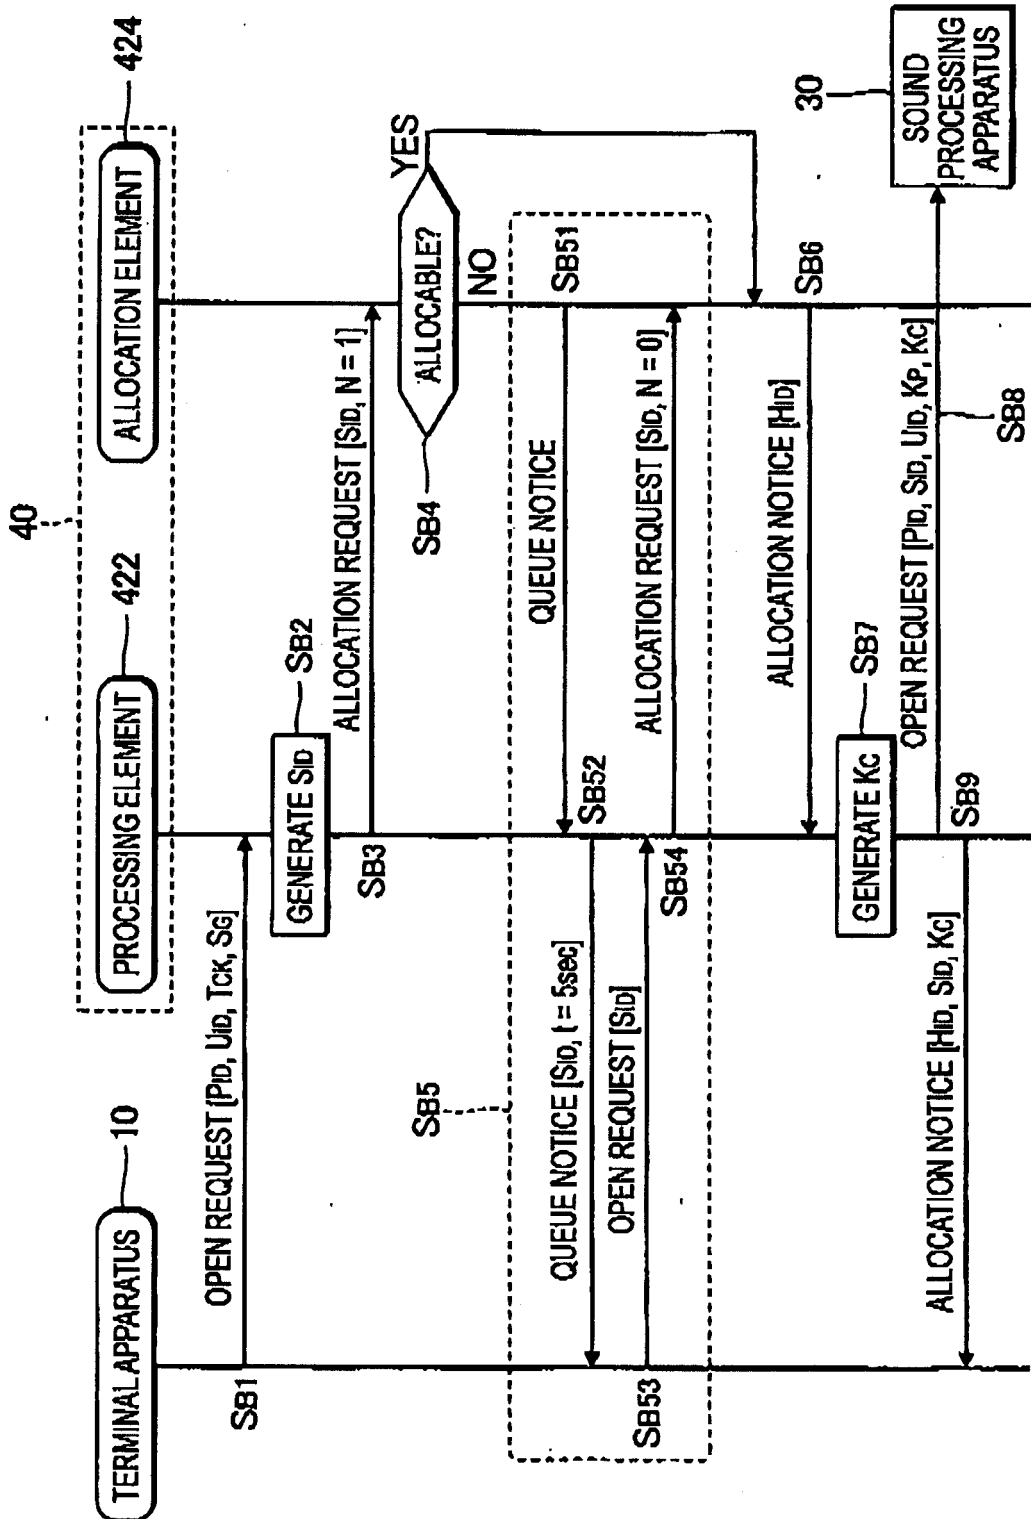 40
TERMINAL APPARATUS
10
PROCESSING ELEMENT
422
ALLOCATION ELEMENT
424
SB1
OPEN REQUEST [PID, UID, TCK, SG]
GENERATE SID
SB2
SB3
ALLOCATION REQUEST [SID, N = 1]
SB4
ALLOCABLE?
YES
NO
SB5
QUEUE NOTICE
SB51
QUEUE NOTICE [SID, t = 5sec]
SB52
SB53
OPEN REQUEST [SID]
SB54
ALLOCATION REQUEST [SID, N = 0]
ALLOCATION NOTICE [HID]
SB6
GENERATE KC
SB7
OPEN REQUEST [PID, SID, UID, KP, KC]
SB8
30
SOUND
PROCESSING
APPARATUS
ALLOCATION NOTICE [HID, SID, KC]
SB9